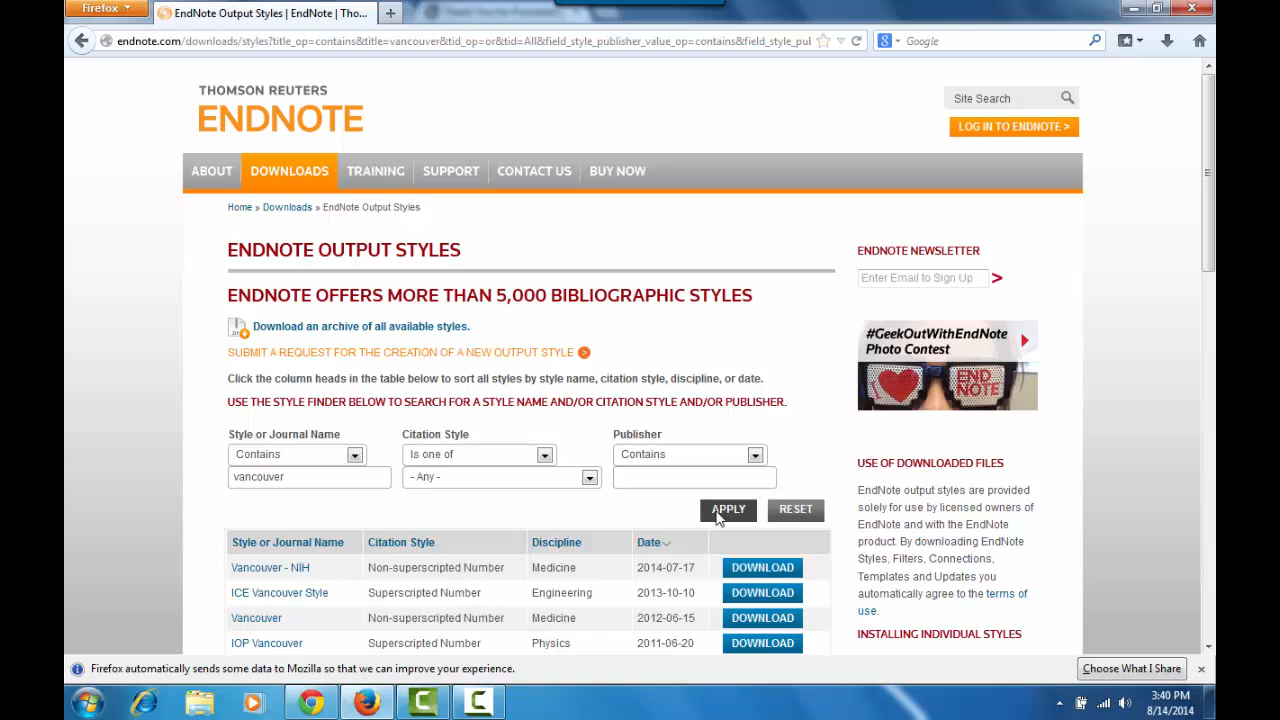 Firefox
EndNote Output Styles | EndNote | Tho...
endnote.com/downloads/styles?title_op=contains&title=vancouver&tid_op=or&tid=All&field_style_publisher_value_op=contains&field_style_pul
Google
THOMSON REUTERS
ENDNOTE
Site Search
LOG IN TO ENDNOTE >
ABOUT DOWNLOADS TRAINING SUPPORT CONTACT US BUY NOW
Home » Downloads » EndNote Output Styles
ENDNOTE OUTPUT STYLES
ENDNOTE OFFERS MORE THAN 5,000 BIBLIOGRAPHIC STYLES
Download an archive of all available styles.
SUBMIT A REQUEST FOR THE CREATION OF A NEW OUTPUT STYLE >
Click the column heads in the table below to sort all styles by style name, citation style, discipline, or date.
USE THE STYLE FINDER BELOW TO SEARCH FOR A STYLE NAME AND/OR CITATION STYLE AND/OR PUBLISHER.
Style or Journal Name Citation Style Publisher
Contains Is one of Contains
vancouver - Any -
APPLY RESET
Style or Journal Name Citation Style Discipline Date
Vancouver - NIH Non-superscripted Number Medicine 2014-07-17 DOWNLOAD
ICE Vancouver Style Superscripted Number Engineering 2013-10-10 DOWNLOAD
Vancouver Non-superscripted Number Medicine 2012-06-15 DOWNLOAD
IOP Vancouver Superscripted Number Physics 2011-06-20 DOWNLOAD
ENDNOTE NEWSLETTER
Enter Email to Sign Up >
#GeekOutWithEndNote
Photo Contest
END
NOTE
USE OF DOWNLOADED FILES
EndNote output styles are provided
solely for use by licensed owners of
EndNote and with the EndNote
product. By downloading EndNote
Styles, Filters, Connections,
Templates and Updates you
automatically agree to the terms of
use.
INSTALLING INDIVIDUAL STYLES
Firefox automatically sends some data to Mozilla so that we can improve your experience.
Choose What I Share
3:40 PM
8/14/2014